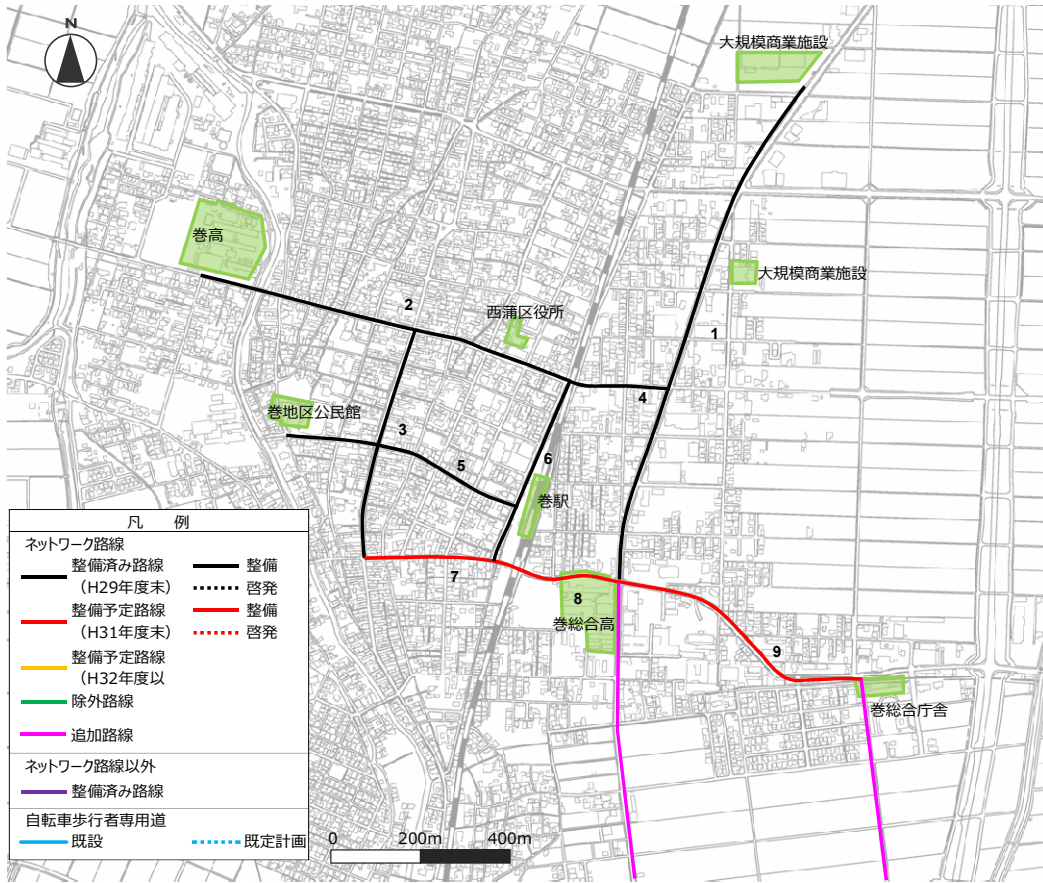 N
大規模商業施設
巻高
大規模商業施設
西蒲区役所
2
1
4
巻地区公民館
3
5
6
巻駅
7
8
巻総合高
9
巻総合庁舎
凡 例
ネットワーク路線
整備済み路線 整備
（H29年度末） 啓発
整備予定路線 整備
（H31年度末） 啓発
整備予定路線
（H32年度以
除外路線
追加路線
ネットワーク路線以外
整備済み路線
自転車歩行者専用道
既設 既定計画
0 200m 400m